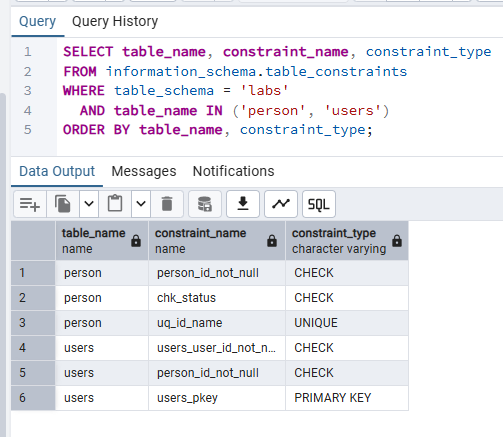 Query Query History
1 SELECT table_name, constraint_name, constraint_type
2 FROM information_schema.table_constraints
3 WHERE table_schema = 'labs'
4 AND table_name IN ('person', 'users')
5 ORDER BY table_name, constraint_type;
Data Output Messages Notifications
SQL
table_name constraint_name constraint_type
name name character varying
1 person person_id_not_null CHECK
2 person chk_status CHECK
3 person uq_id_name UNIQUE
4 users users_user_id_not_n... CHECK
5 users person_id_not_null CHECK
6 users users_pkey PRIMARY KEY